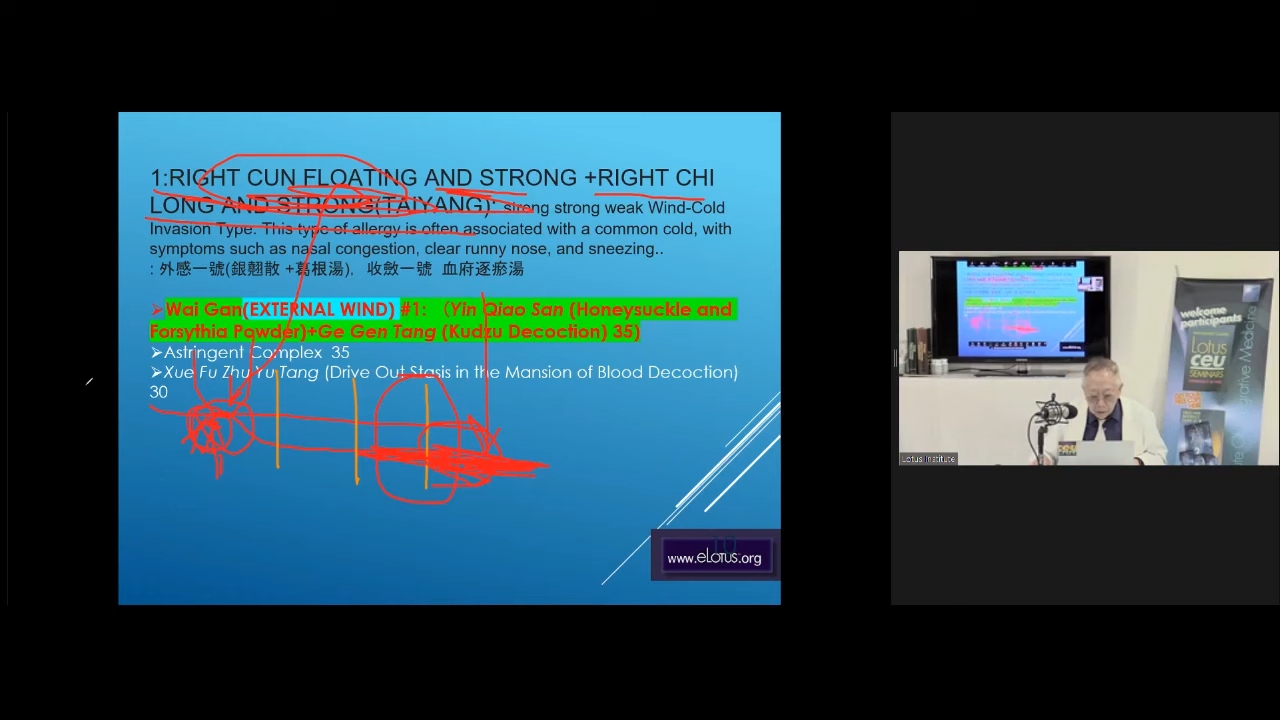 1:RIGHT CUN FLOATING AND STRONG +RIGHT CHI
LONG AND STRONG(TAIYANG)· strong strong weak Wind-Cold
Invasion Type: This type of allergy is often associated with a common cold, with
symptoms such as nasal congestion, clear runny nose, and sneezing..
: 外感一號(銀翹散 +葛根湯), 收斂一號 血府逐瘀湯
➢Wai Gan(EXTERNAL WIND) #1: (Yin Qiao San (Honeysuckle and
Forsythia Powder)+Ge Gen Tang (Kudzu Decoction) 35)
➢Astringent Complex 35
➢Xue Fu Zhu Yu Tang (Drive Out Stasis in the Mansion of Blood Decoction)
30
www.eLotus.org
welcome
participants
Lotus
ceu
SEMINARS
Lotus Institute